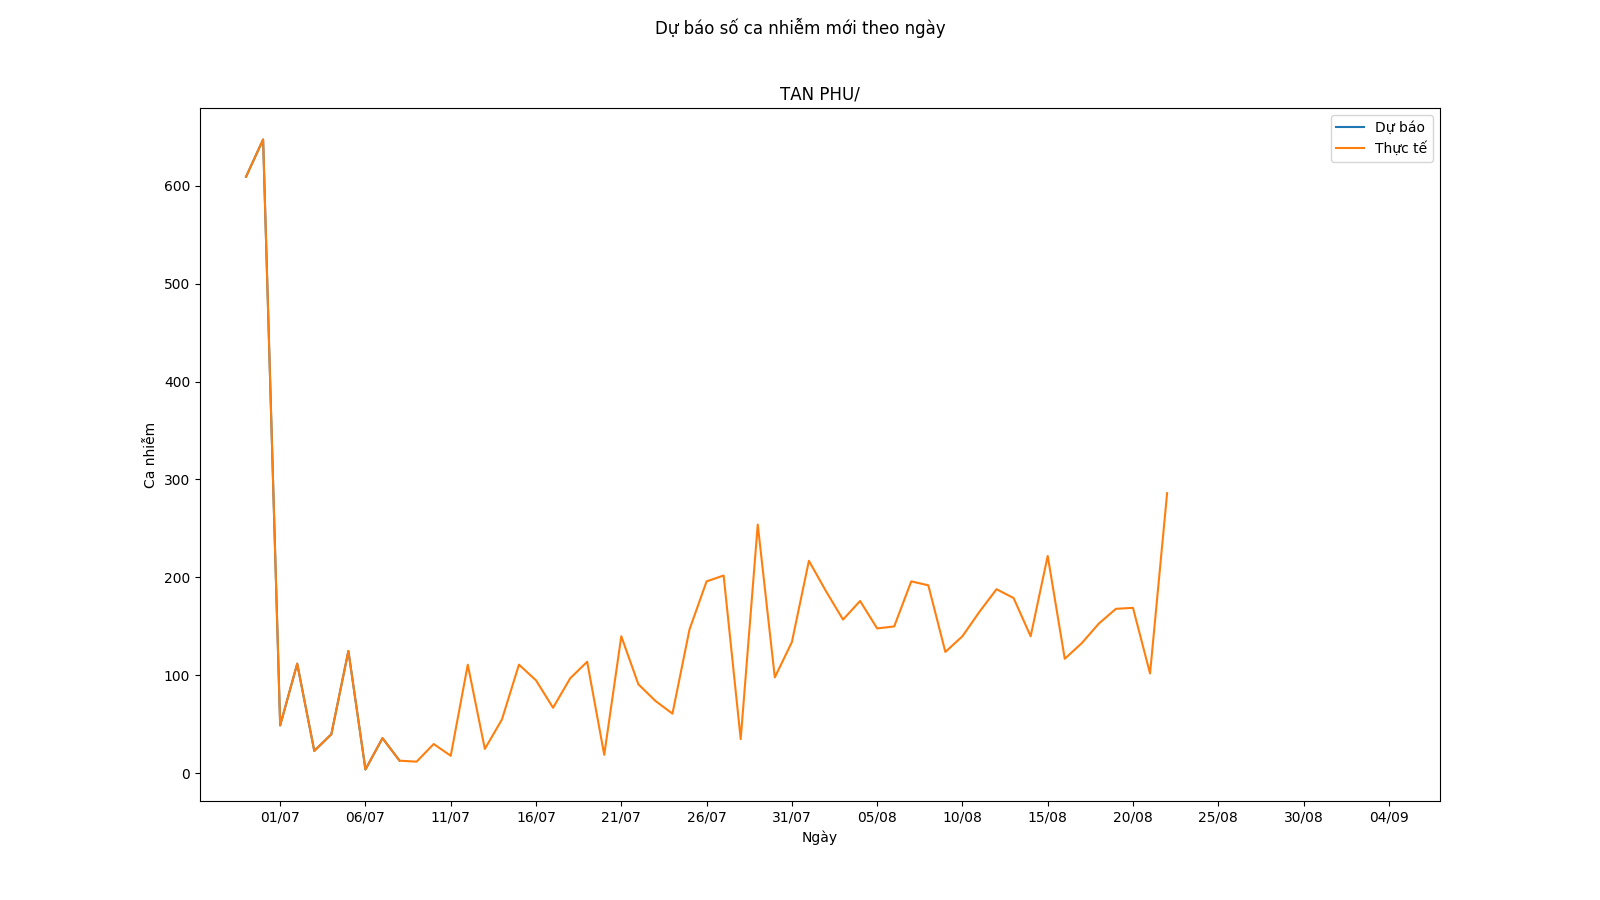 Dự báo số ca nhiễm mới theo ngày
TAN PHU/
Dự báo
Thực tế
600
500
400
300
200
100
0
Ca nhiễm
01/07 06/07 11/07 16/07 21/07 26/07 31/07 05/08 10/08 15/08 20/08 25/08 30/08 04/09
Ngày